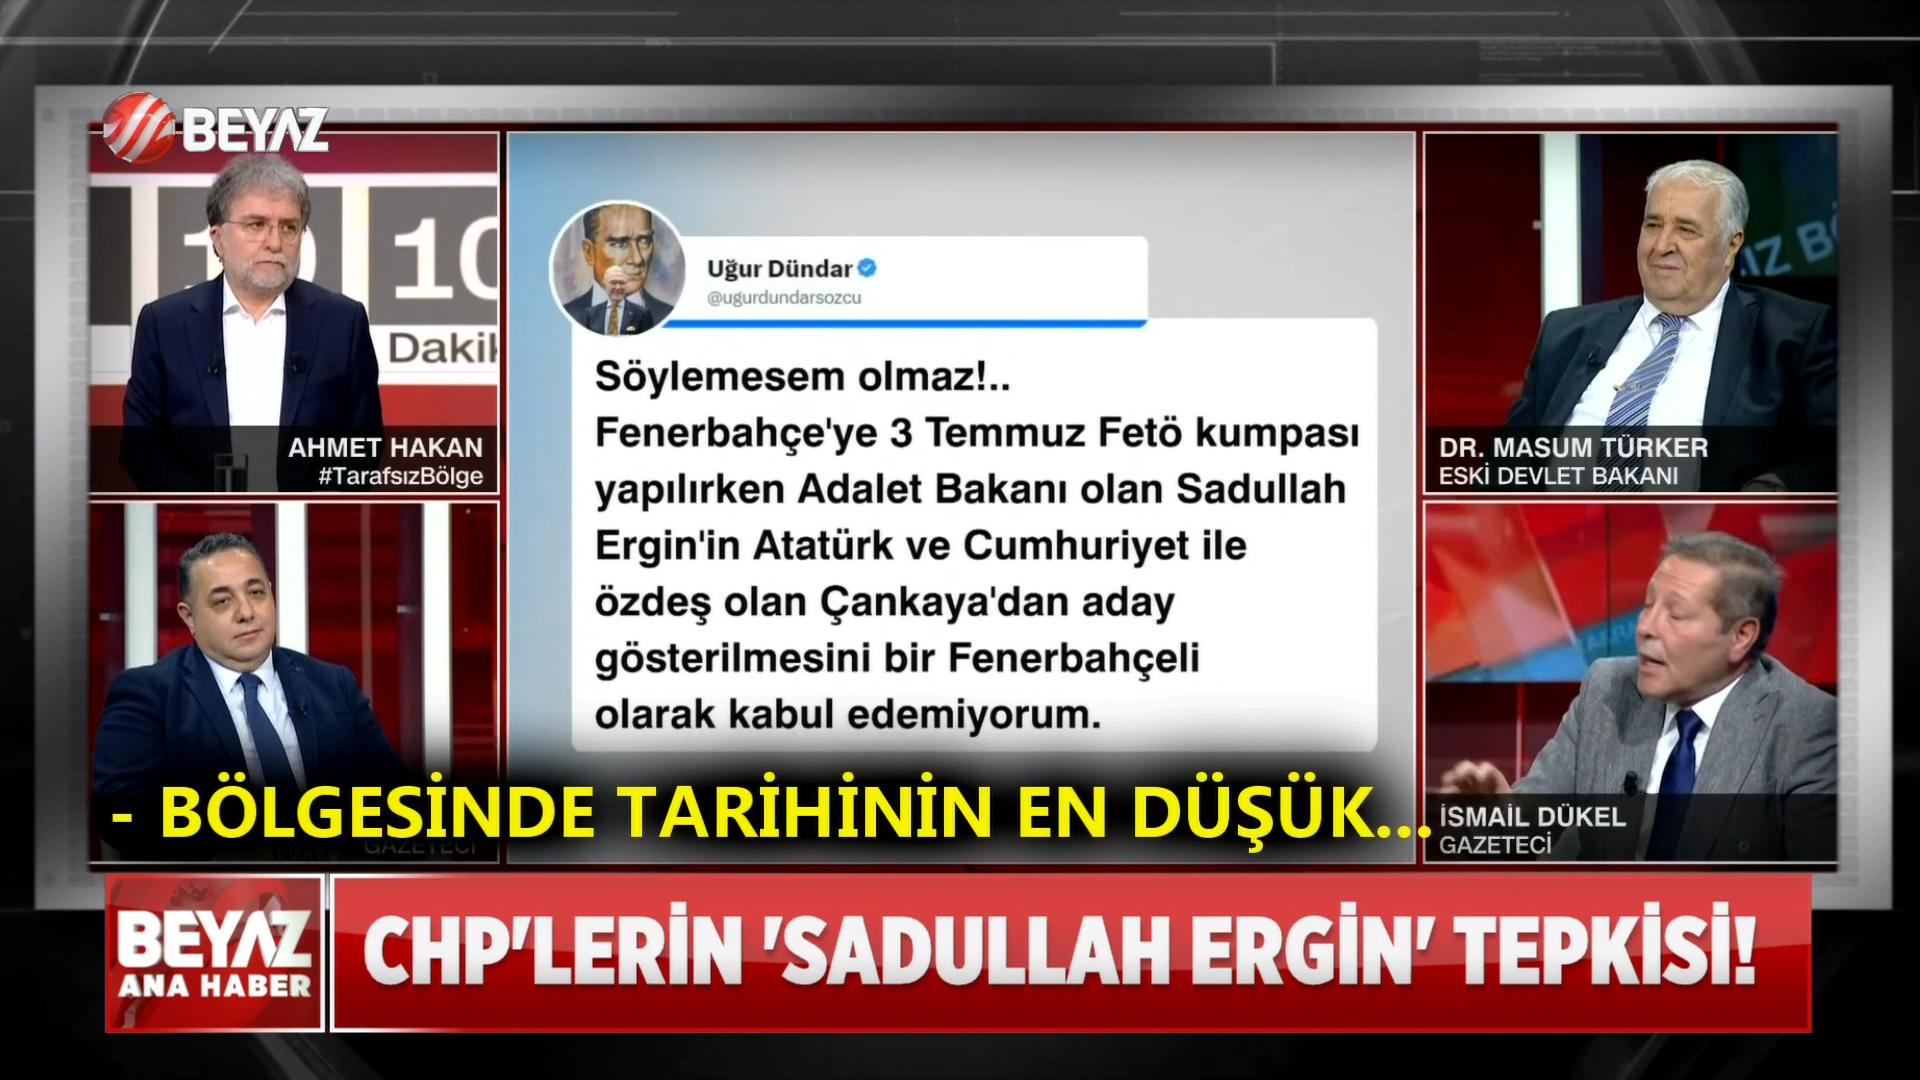 BEYAZ
10
10
Dakik
AHMET HAKAN
#TarafsızBölge
Uğur Dündar
@ugurdundarsozcu
Söylemesem olmaz!..
Fenerbahçe'ye 3 Temmuz Fetö kumpası
yapılırken Adalet Bakanı olan Sadullah
Ergin'in Atatürk ve Cumhuriyet ile
özdeş olan Çankaya'dan aday
gösterilmesini bir Fenerbahçeli
olarak kabul edemiyorum.
IZ BÖ
DR. MASUM TÜRKER
ESKİ DEVLET BAKANI
İSMAİL DÜKEL
GAZETECİ
- BÖLGESİNDE TARİHİNİN EN DÜŞÜK...
GAZETECİ
BEYAZ
ANA HABER
CHP'LERİN 'SADULLAH ERGİN' TEPKİSİ!